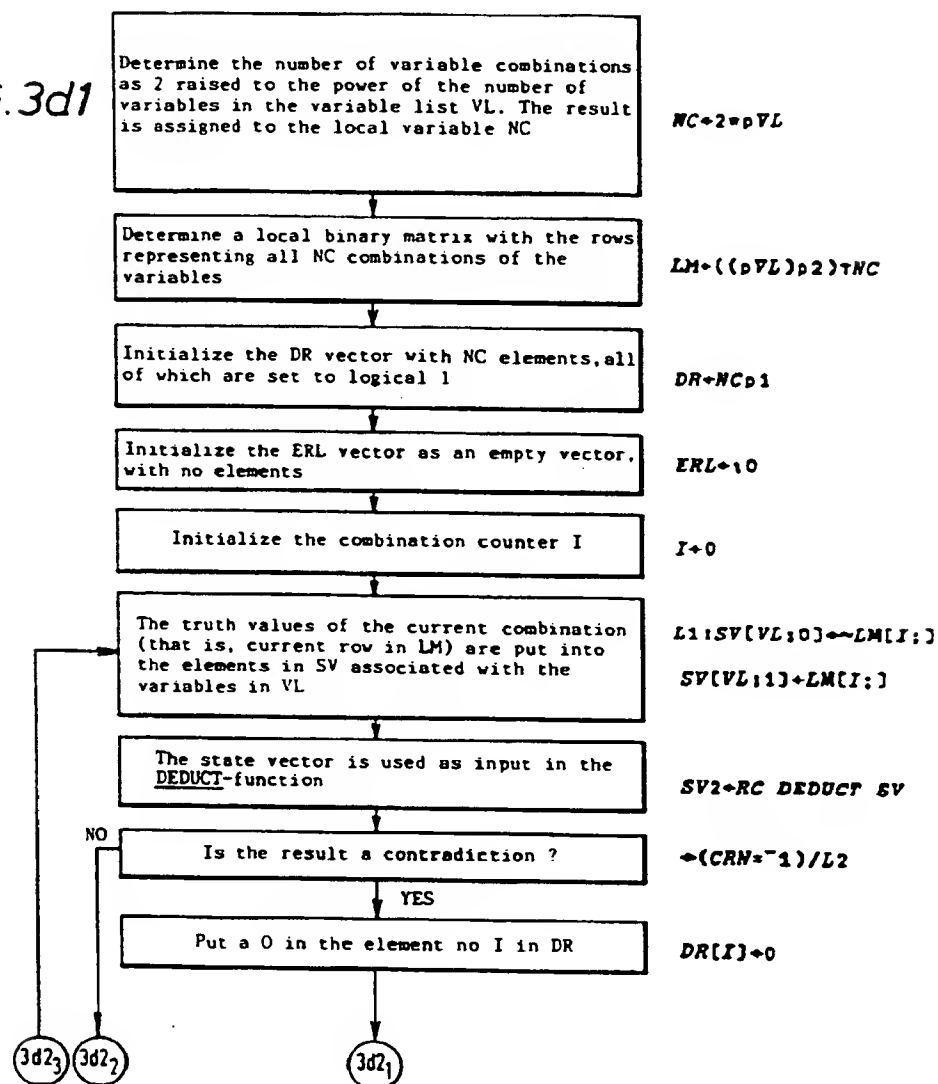 .3d1
Determine the number of variable combinations
as 2 raised to the power of the number of
variables in the variable list VL. The result
is assigned to the local variable NC
NC←2*ρVL
Determine a local binary matrix with the rows
representing all NC combinations of the
variables
LM←((ρVL)ρ2)⊤NC
Initialize the DR vector with NC elements, all
of which are set to logical 1
DR←NCρ1
Initialize the ERL vector as an empty vector,
with no elements
ERL←⍳0
Initialize the combination counter I
I←0
The truth values of the current combination
(that is, current row in LM) are put into
the elements in SV associated with the
variables in VL
L1:SV[VL;0]←~LM[I;]
SV[VL;1]←LM[I;]
The state vector is used as input in the
DEDUCT-function
SV2←RC DEDUCT SV
NO
Is the result a contradiction ?
→(CRN=¯1)/L2
YES
Put a 0 in the element no I in DR
DR[I]←0
3d2₃ 3d2₂ 3d2₁